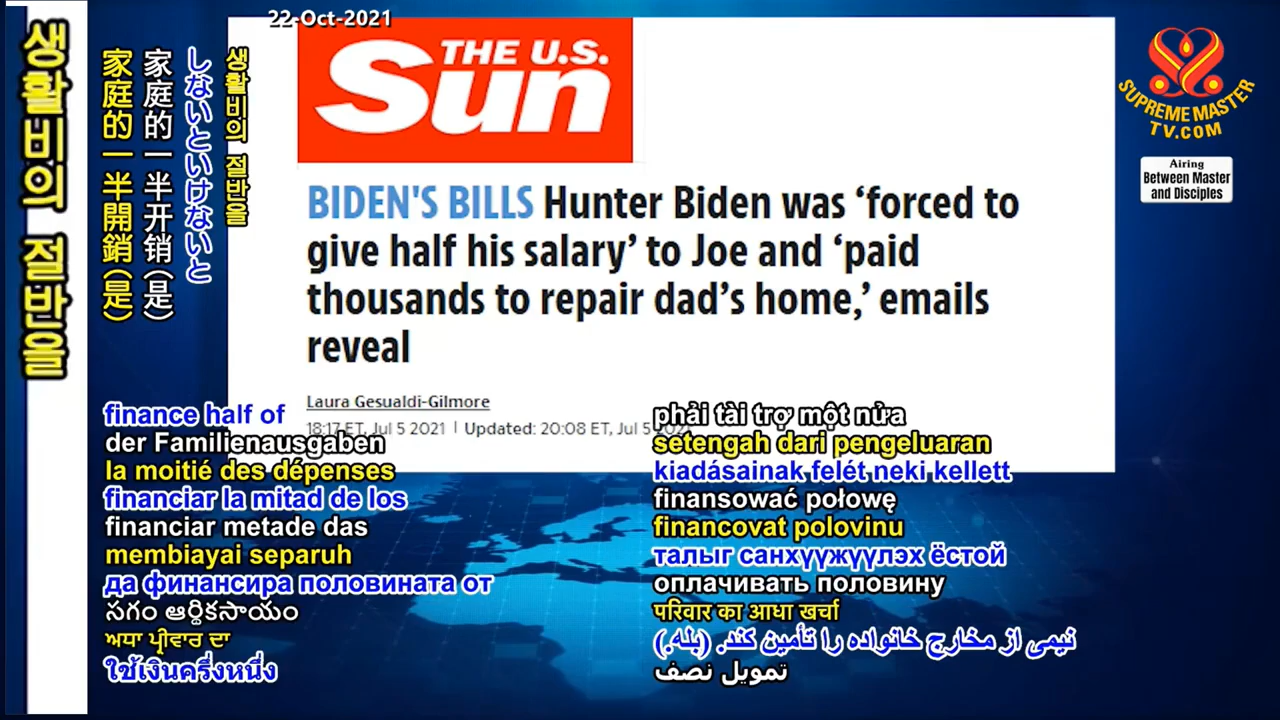 22-Oct-2021
THE U.S.
Sun
SUPREME MASTER
TV.COM
Airing
Between Master
and Disciples
BIDEN'S BILLS Hunter Biden was ‘forced to
give half his salary’ to Joe and ‘paid
thousands to repair dad’s home,’ emails
reveal
Laura Gesualdi-Gilmore
18:17 ET, Jul 5 2021 | Updated: 20:08 ET, Jul 5 2021
생활비의 절반을
家庭的一半開銷（是）
家庭的一半开销（是）
しないといけないと
생활비의 절반을
finance half of
der Familienausgaben
la moitié des dépenses
financiar la mitad de los
financiar metade das
membiayai separuh
да финансира половината от
సగం ఆర్థికసాయం
ਅਧਾ ਪ੍ਰੀਵਾਰ ਦਾ
ใช้เงินครึ่งหนึ่ง
phải tài trợ một nửa
setengah dari pengeluaran
kiadásainak felét neki kellett
finansować połowę
financovat polovinu
талыг санхүүжүүлэх ёстой
оплачивать половину
परिवार का आधा खर्चा
نیمی از مخارج خانواده را تأمین کند. (بله.)
تمويل نصف